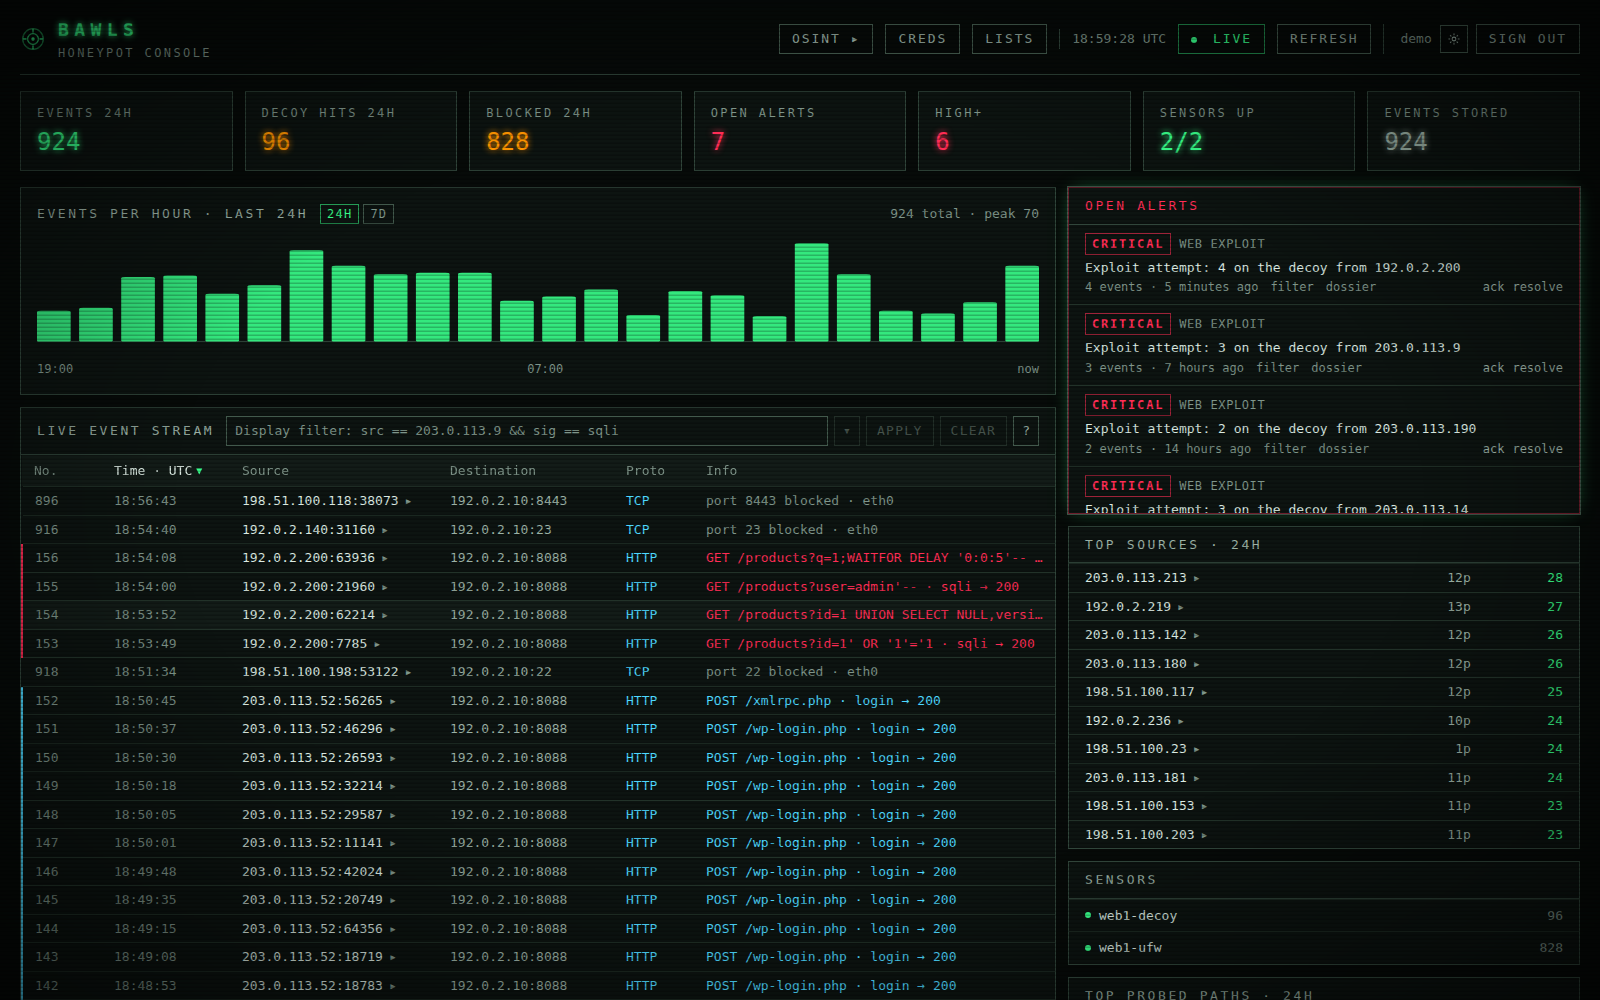 BAWLS
HONEYPOT CONSOLE
OSINT ▸ CREDS LISTS 18:59:28 UTC LIVE REFRESH demo SIGN OUT
EVENTS 24H
924
DECOY HITS 24H
96
BLOCKED 24H
828
OPEN ALERTS
7
HIGH+
6
SENSORS UP
2/2
EVENTS STORED
924
EVENTS PER HOUR · LAST 24H 24H 7D 924 total · peak 70
19:00 07:00 now
LIVE EVENT STREAM Display filter: src == 203.0.113.9 && sig == sqli ▾ APPLY CLEAR ?
No. Time · UTC ▼ Source Destination Proto Info
896 18:56:43 198.51.100.118:38073 ▸ 192.0.2.10:8443 TCP port 8443 blocked · eth0
916 18:54:40 192.0.2.140:31160 ▸ 192.0.2.10:23 TCP port 23 blocked · eth0
156 18:54:08 192.0.2.200:63936 ▸ 192.0.2.10:8088 HTTP GET /products?q=1;WAITFOR DELAY '0:0:5'-- …
155 18:54:00 192.0.2.200:21960 ▸ 192.0.2.10:8088 HTTP GET /products?user=admin'-- · sqli → 200
154 18:53:52 192.0.2.200:62214 ▸ 192.0.2.10:8088 HTTP GET /products?id=1 UNION SELECT NULL,versi…
153 18:53:49 192.0.2.200:7785 ▸ 192.0.2.10:8088 HTTP GET /products?id=1' OR '1'='1 · sqli → 200
918 18:51:34 198.51.100.198:53122 ▸ 192.0.2.10:22 TCP port 22 blocked · eth0
152 18:50:45 203.0.113.52:56265 ▸ 192.0.2.10:8088 HTTP POST /xmlrpc.php · login → 200
151 18:50:37 203.0.113.52:46296 ▸ 192.0.2.10:8088 HTTP POST /wp-login.php · login → 200
150 18:50:30 203.0.113.52:26593 ▸ 192.0.2.10:8088 HTTP POST /wp-login.php · login → 200
149 18:50:18 203.0.113.52:32214 ▸ 192.0.2.10:8088 HTTP POST /wp-login.php · login → 200
148 18:50:05 203.0.113.52:29587 ▸ 192.0.2.10:8088 HTTP POST /wp-login.php · login → 200
147 18:50:01 203.0.113.52:11141 ▸ 192.0.2.10:8088 HTTP POST /wp-login.php · login → 200
146 18:49:48 203.0.113.52:42024 ▸ 192.0.2.10:8088 HTTP POST /wp-login.php · login → 200
145 18:49:35 203.0.113.52:20749 ▸ 192.0.2.10:8088 HTTP POST /wp-login.php · login → 200
144 18:49:15 203.0.113.52:64356 ▸ 192.0.2.10:8088 HTTP POST /wp-login.php · login → 200
143 18:49:08 203.0.113.52:18719 ▸ 192.0.2.10:8088 HTTP POST /wp-login.php · login → 200
142 18:48:53 203.0.113.52:18783 ▸ 192.0.2.10:8088 HTTP POST /wp-login.php · login → 200
OPEN ALERTS
CRITICAL WEB EXPLOIT
Exploit attempt: 4 on the decoy from 192.0.2.200
4 events · 5 minutes ago filter dossier ack resolve
CRITICAL WEB EXPLOIT
Exploit attempt: 3 on the decoy from 203.0.113.9
3 events · 7 hours ago filter dossier ack resolve
CRITICAL WEB EXPLOIT
Exploit attempt: 2 on the decoy from 203.0.113.190
2 events · 14 hours ago filter dossier ack resolve
CRITICAL WEB EXPLOIT
Exploit attempt: 3 on the decoy from 203.0.113.14
TOP SOURCES · 24H
203.0.113.213 ▸ 12p 28
192.0.2.219 ▸ 13p 27
203.0.113.142 ▸ 12p 26
203.0.113.180 ▸ 12p 26
198.51.100.117 ▸ 12p 25
192.0.2.236 ▸ 10p 24
198.51.100.23 ▸ 1p 24
203.0.113.181 ▸ 11p 24
198.51.100.153 ▸ 11p 23
198.51.100.203 ▸ 11p 23
SENSORS
web1-decoy 96
web1-ufw 828
TOP PROBED PATHS · 24H